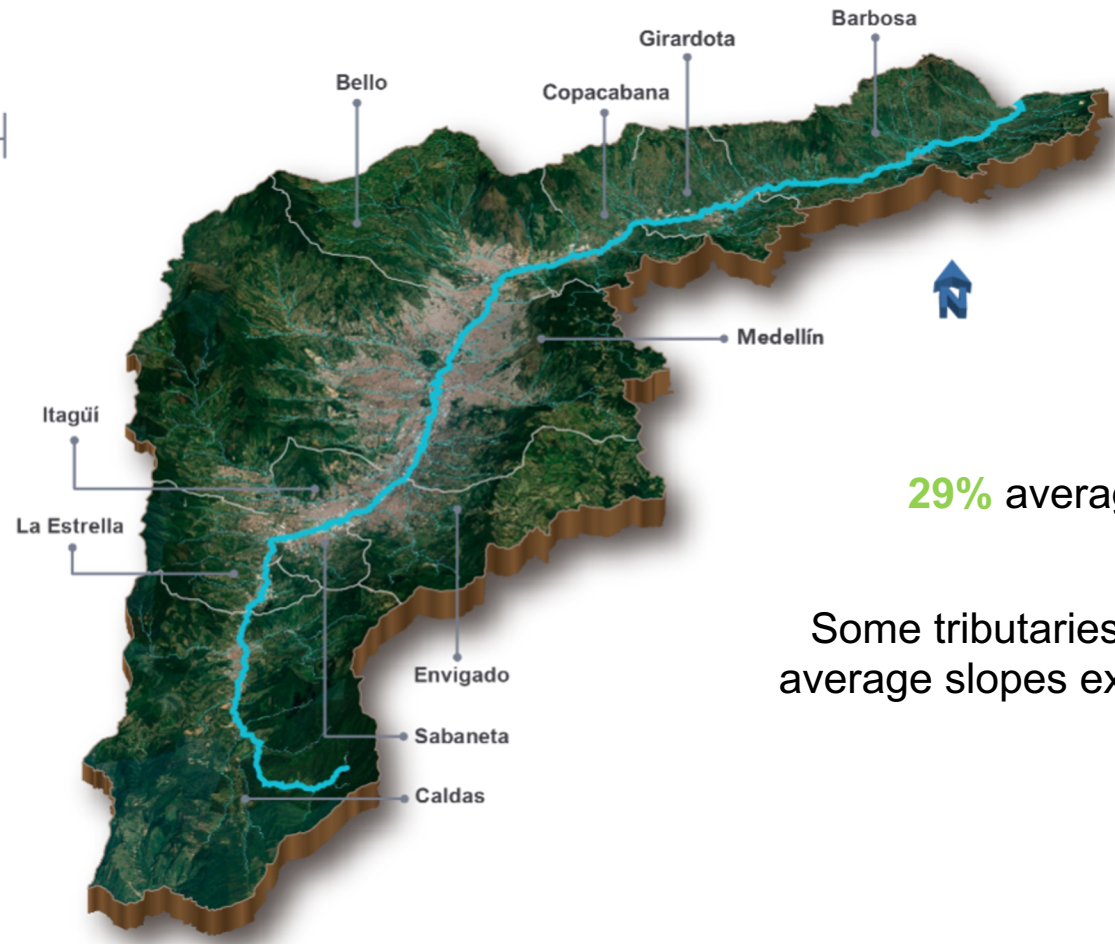 Barbosa
Girardota
Bello
Copacabana
N
Medellín
Itagüí
29% averag
La Estrella
Some tributaries
average slopes ex
Envigado
Sabaneta
Caldas